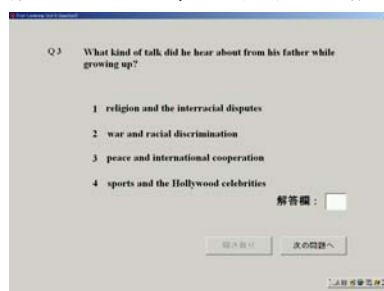 Q3 What kind of talk did he hear about from his father while
growing up?
1 religion and the interracial disputes
2 war and racial discrimination
3 peace and international cooperation
4 sports and the Hollywood celebrities
解答欄：
次の問題へ